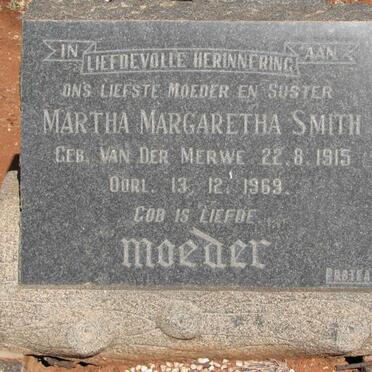 IN LIEFDEVOLLE HERINNERING AAN
ONS LIEFSTE MOEDER EN SUSTER
MARTHA MARGARETHA SMITH
GEB. VAN DER MERWE 22.8.1915
OORL. 13.12.1969.
GOD IS LIEFDE
moeder
PROTEA